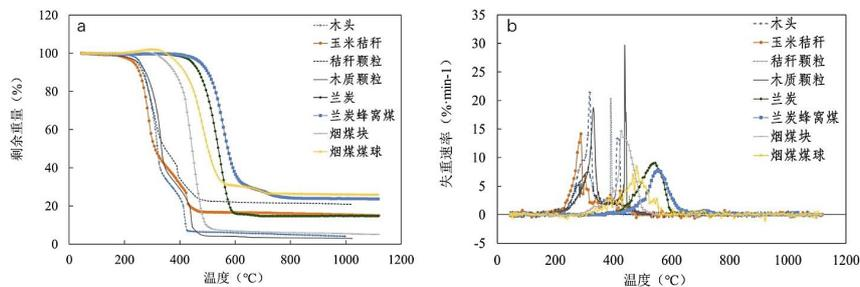 a
120
100
80
60
40
20
0
剩余重量（%）
0 200 400 600 800 1000 1200
温度（℃）
木头
玉米秸秆
秸秆颗粒
木质颗粒
兰炭
兰炭蜂窝煤
烟煤块
烟煤煤球
b
35
30
25
20
15
10
5
0
-5
失重速率（%·min-1）
0 200 400 600 800 1000 1200
温度（℃）
木头
玉米秸秆
秸秆颗粒
木质颗粒
兰炭
兰炭蜂窝煤
烟煤块
烟煤煤球